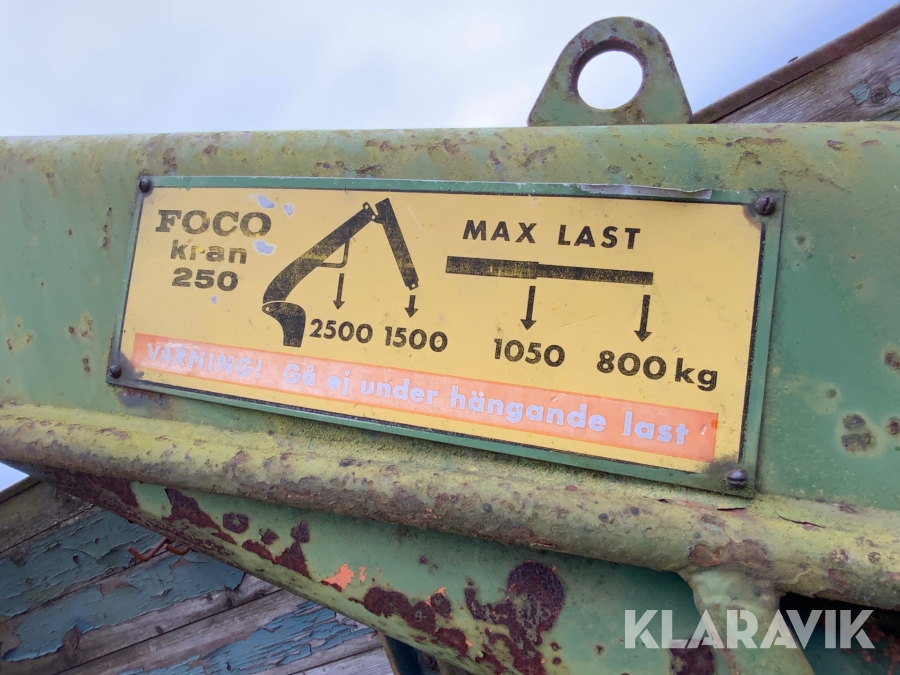 FOCO
kran
250
MAX LAST
2500 1500 1050 800 kg
VARNING! Gå ej under hängande last
KLARAVIK